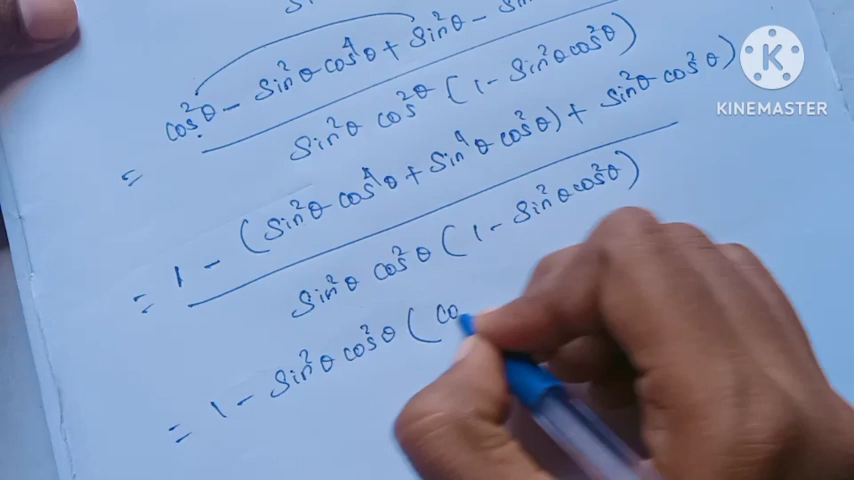 cos²θ - sin²θ cos⁴θ + sin²θ - si
sin²θ cos²θ (1 - sin²θ cos²θ)
= 1 - (sin²θ cos⁴θ + sin⁴θ cos²θ) + sin²θ cos²θ)
sin²θ cos²θ (1 - sin²θ cos²θ)
= 1 - sin²θ cos²θ (co
K
KINEMASTER